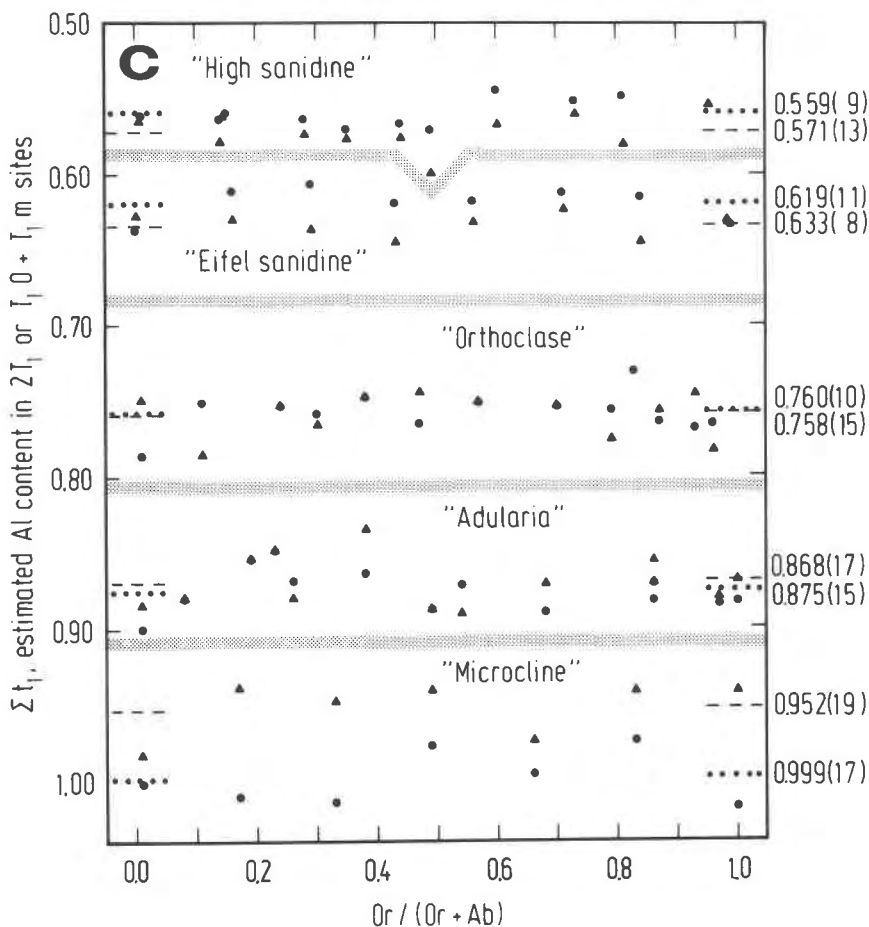 C
"High sanidine"
"Eifel sanidine"
"Orthoclase"
"Adularia"
"Microcline"
0.50
0.60
0.70
0.80
0.90
1.00
Σt₁, estimated Al content in 2T₁ or T₁O + T₁m sites
0.559(9)
0.571(13)
0.619(11)
0.633(8)
0.760(10)
0.758(15)
0.868(17)
0.875(15)
0.952(19)
0.999(17)
0.0 0.2 0.4 0.6 0.8 1.0
Or/(Or+Ab)